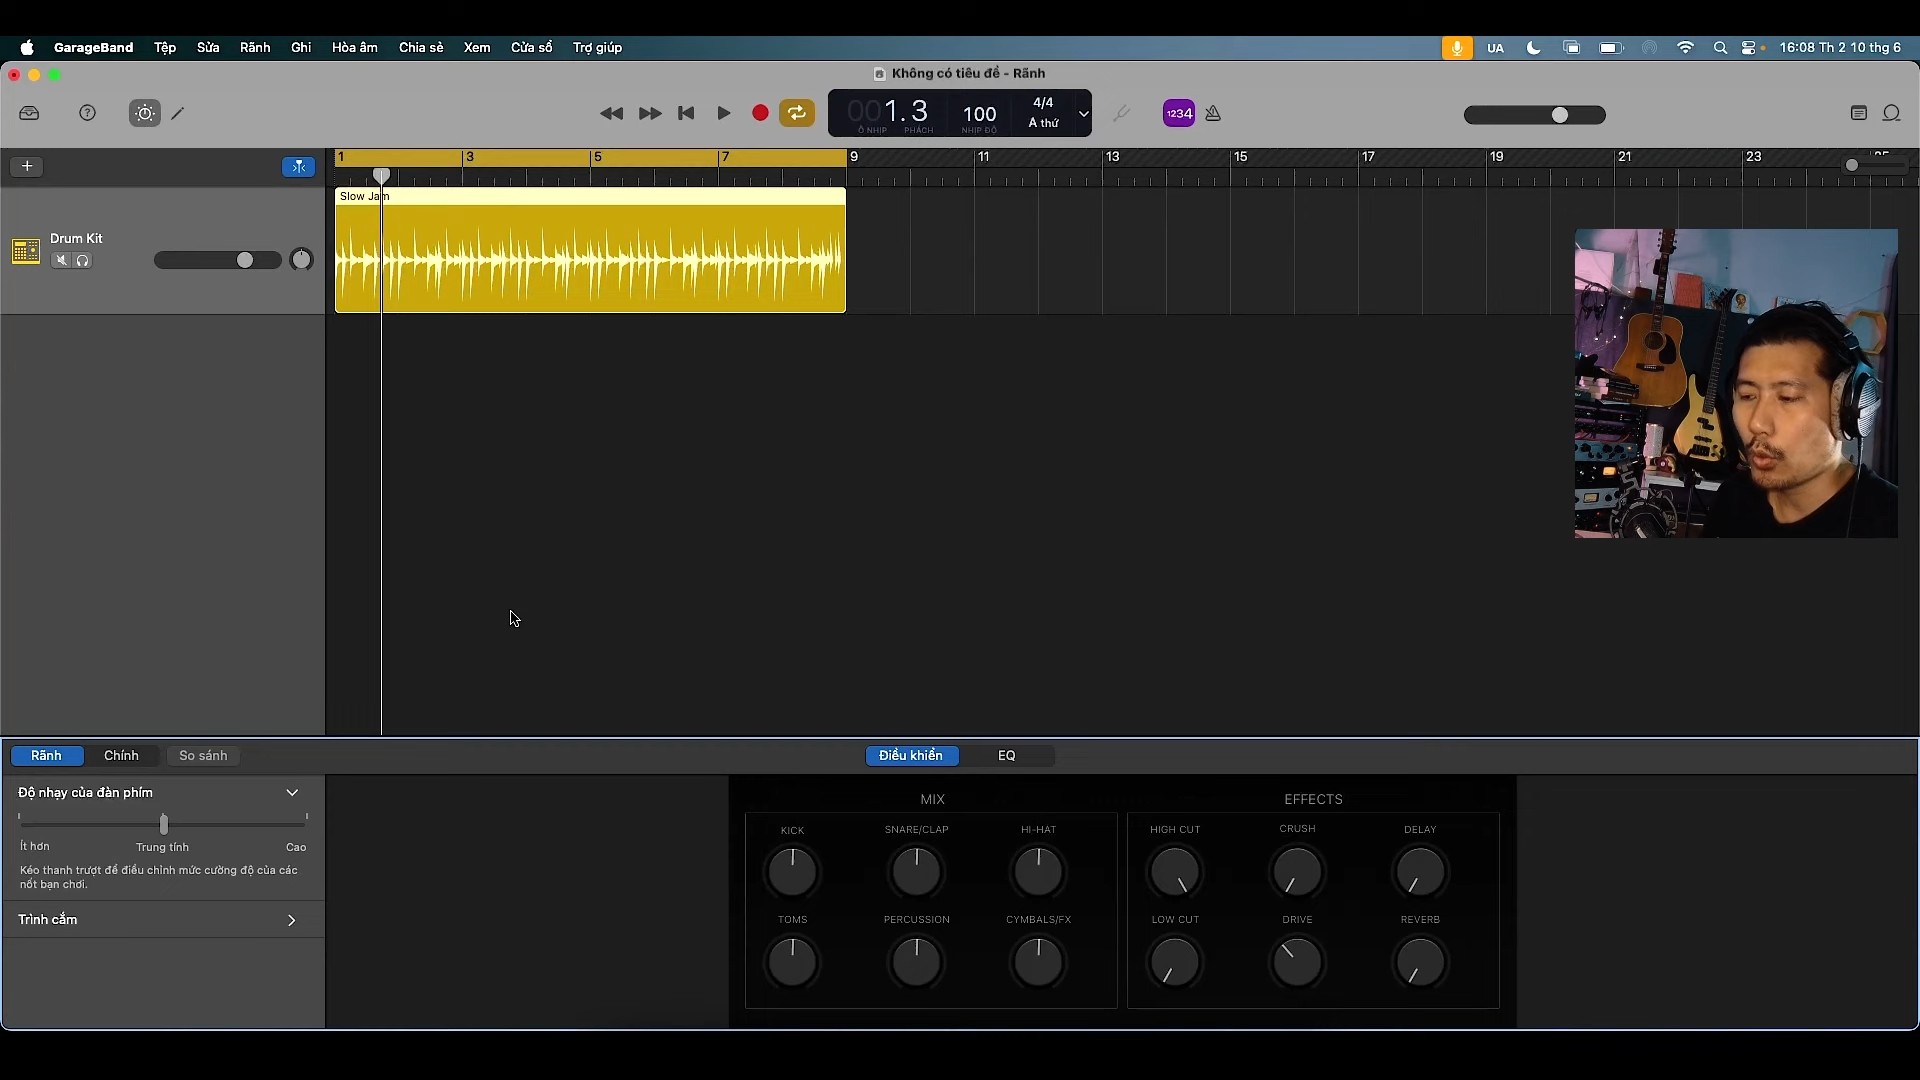 GarageBand Tệp Sửa Rãnh Ghi Hòa âm Chia sẻ Xem Cửa sổ Trợ giúp UA 16:08 Th 2 10 thg 6
Không có tiêu đề - Rãnh
001.3 100 4/4
A thứ
Ô NHỊP PHÁCH NHỊP ĐỘ
1234
1 3 5 7 9 11 13 15 17 19 21 23 25
Slow Jam
Drum Kit
Rãnh Chính So sánh Điều khiển EQ
Độ nhạy của đàn phím
Ít hơn Trung tính Cao
Kéo thanh trượt để điều chỉnh mức cường độ của các
nốt bạn chơi.
Trình cắm
MIX EFFECTS
KICK SNARE/CLAP HI-HAT HIGH CUT CRUSH DELAY
TOMS PERCUSSION CYMBALS/FX LOW CUT DRIVE REVERB